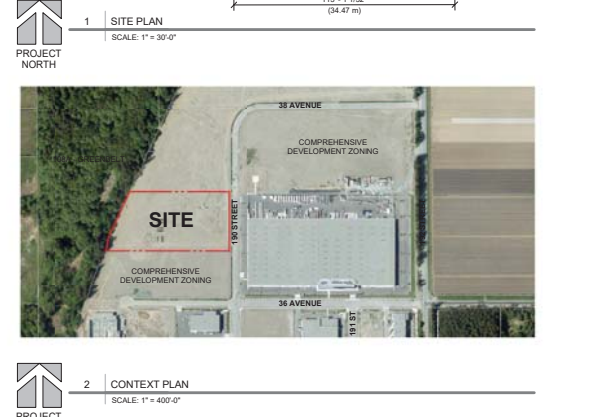 (34.47 m)
1 SITE PLAN
SCALE: 1" = 30'-0"
PROJECT
NORTH
38 AVENUE
COMPREHENSIVE
DEVELOPMENT ZONING
SITE
190 STREET
COMPREHENSIVE
DEVELOPMENT ZONING
36 AVENUE
191 ST
2 CONTEXT PLAN
SCALE: 1" = 400'-0"
PROJECT